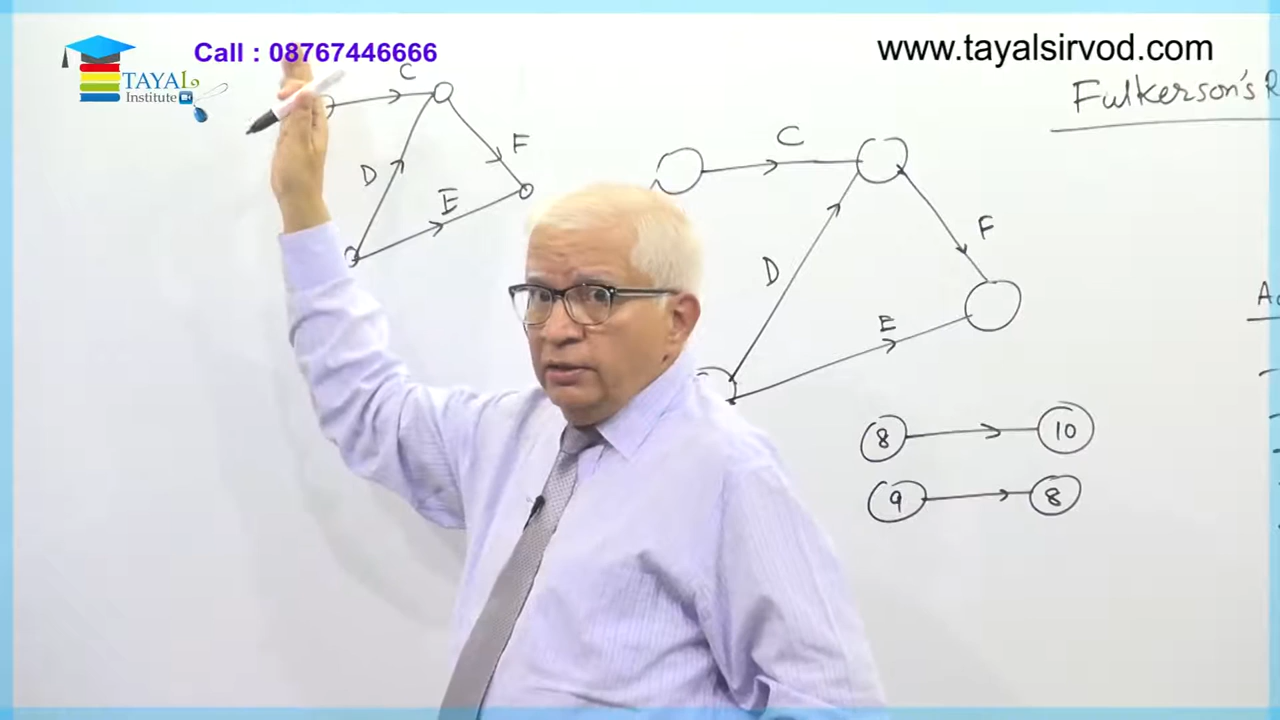 Call : 08767446666
www.tayalsirvod.com
TAYAL
Institute
Fulkerson's R
C
F
D
E
C
F
D
E
A
8
10
9
8